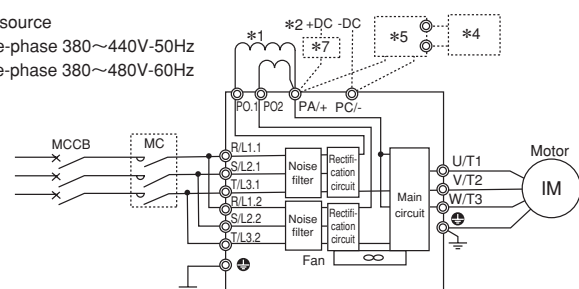 source
e-phase 380～440V-50Hz
e-phase 380～480V-60Hz
*1
*2 +DC -DC
*7
*5
*4
PO.1 PO2 PA/+ PC/-
MCCB
MC
R/L1.1
S/L2.1
T/L3.1
R/L1.2
S/L2.2
T/L3.2
Noise
filter
Rectifi-
cation
circuit
Noise
filter
Rectifi-
cation
circuit
Main
circuit
Fan
U/T1
V/T2
W/T3
Motor
IM